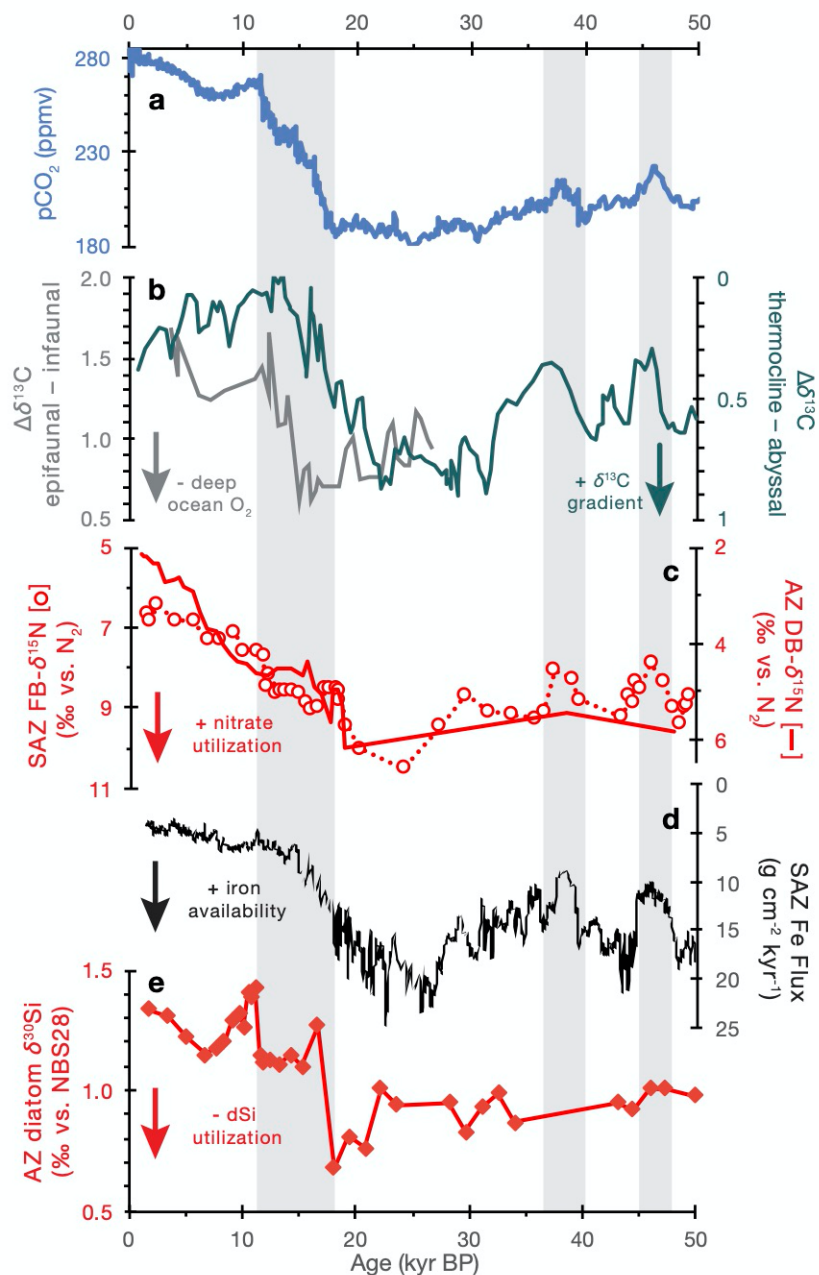 0 10 20 30 40 50
280
230
180
pCO₂ (ppmv)
a
2.0
1.5
1.0
0.5
Δδ¹³C
epifaunal – infaunal
b
- deep
ocean O₂
+ δ¹³C
gradient
0
0.5
1
Δδ¹³C
thermocline – abyssal
5
7
9
11
SAZ FB-δ¹⁵N [o]
(‰ vs. N₂)
+ nitrate
utilization
c
2
4
6
AZ DB-δ¹⁵N [━]
(‰ vs. N₂)
d
+ iron
availability
0
5
10
15
20
25
SAZ Fe Flux
(g cm⁻² kyr⁻¹)
1.5
1.0
0.5
AZ diatom δ³⁰Si
(‰ vs. NBS28)
e
- dSi
utilization
0 10 20 30 40 50
Age (kyr BP)